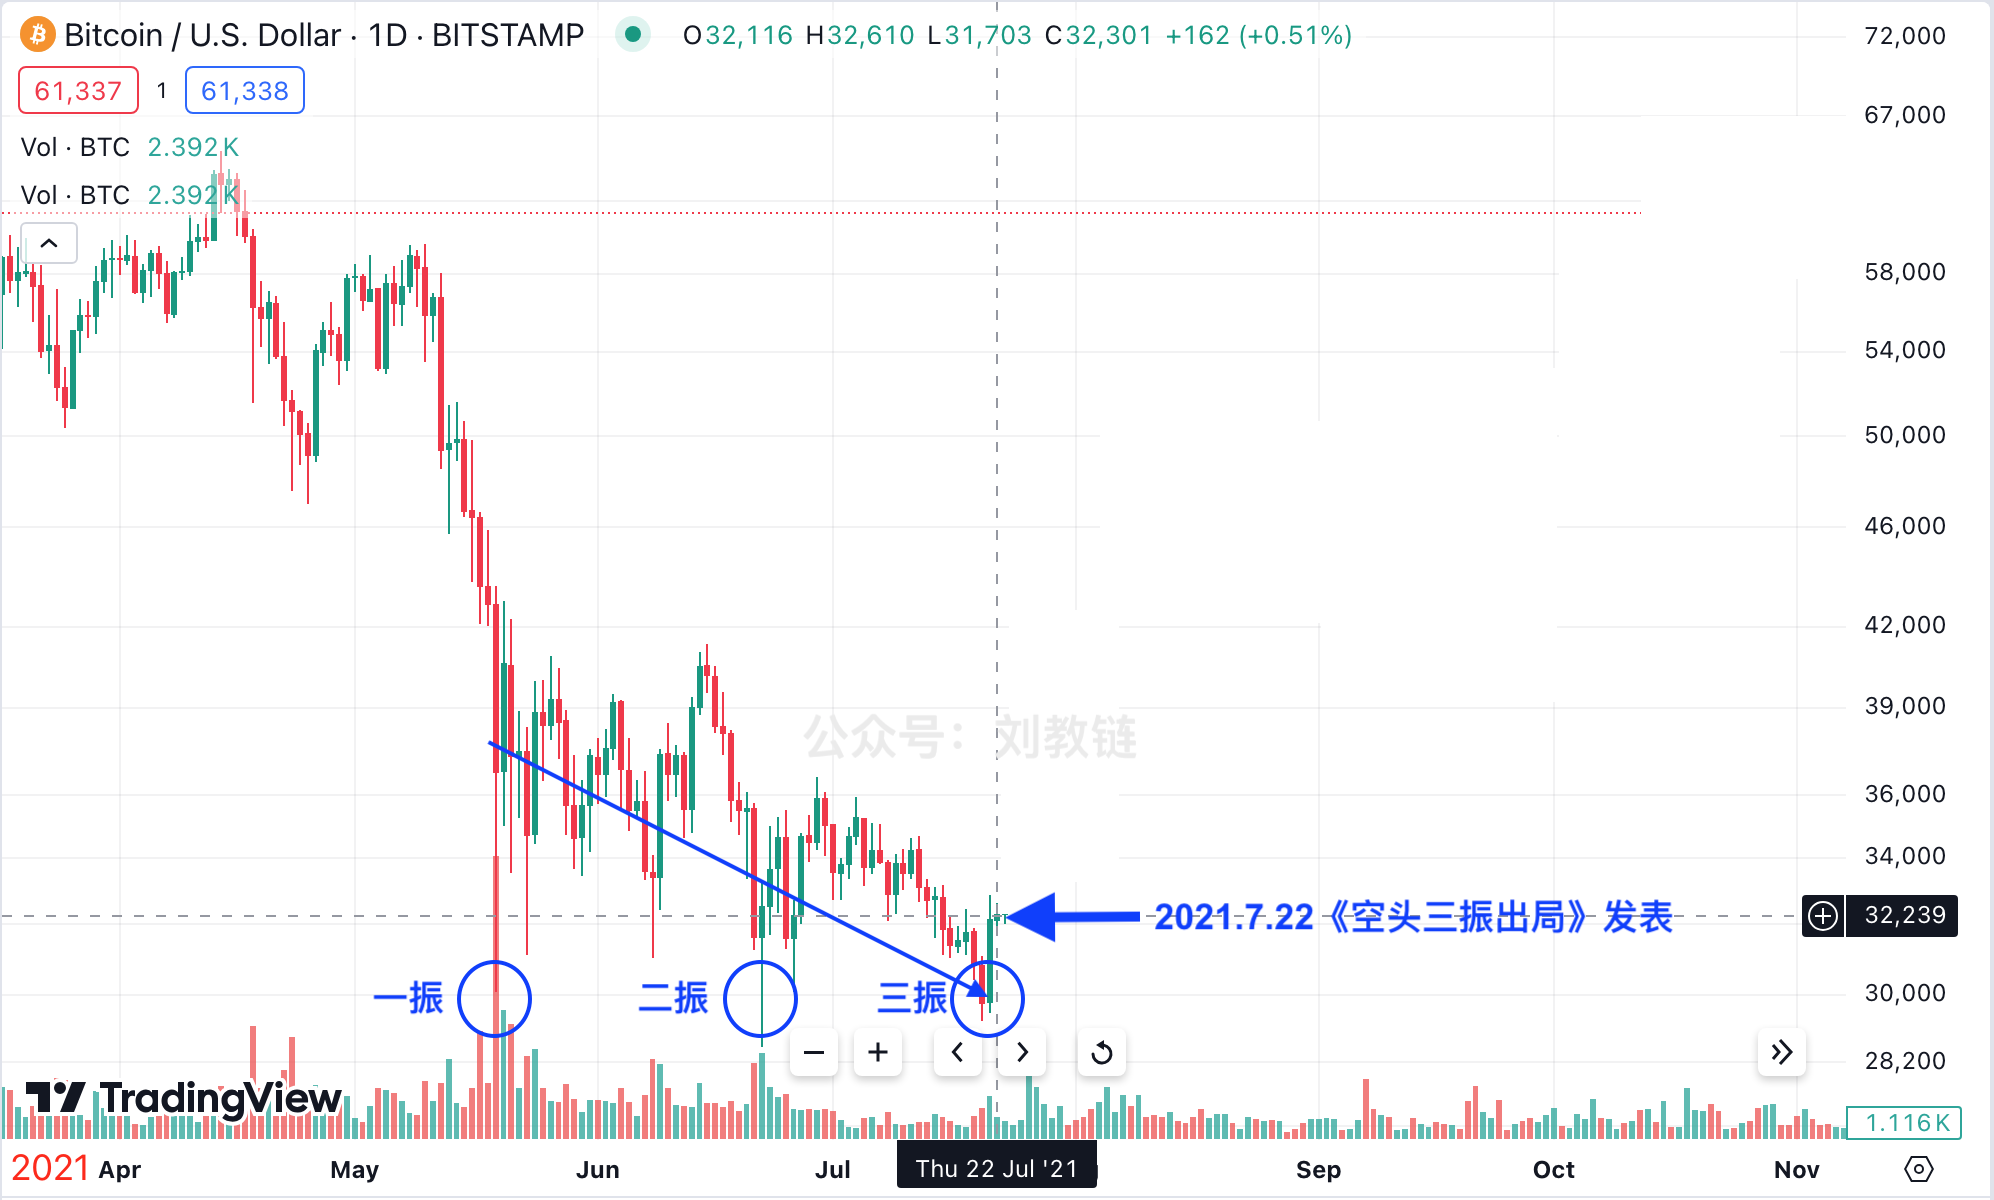 Bitcoin / U.S. Dollar · 1D · BITSTAMP
O32,116 H32,610 L31,703 C32,301 +162 (+0.51%)
61,337 1 61,338
Vol · BTC 2.392K
Vol · BTC 2.392K
72,000
67,000
58,000
54,000
50,000
46,000
42,000
39,000
公众号：刘教链
36,000
34,000
2021.7.22《空头三振出局》发表
32,239
一振
二振
三振
30,000
28,200
TradingView
1.116K
2021 Apr May Jun Jul Thu 22 Jul '21 Sep Oct Nov